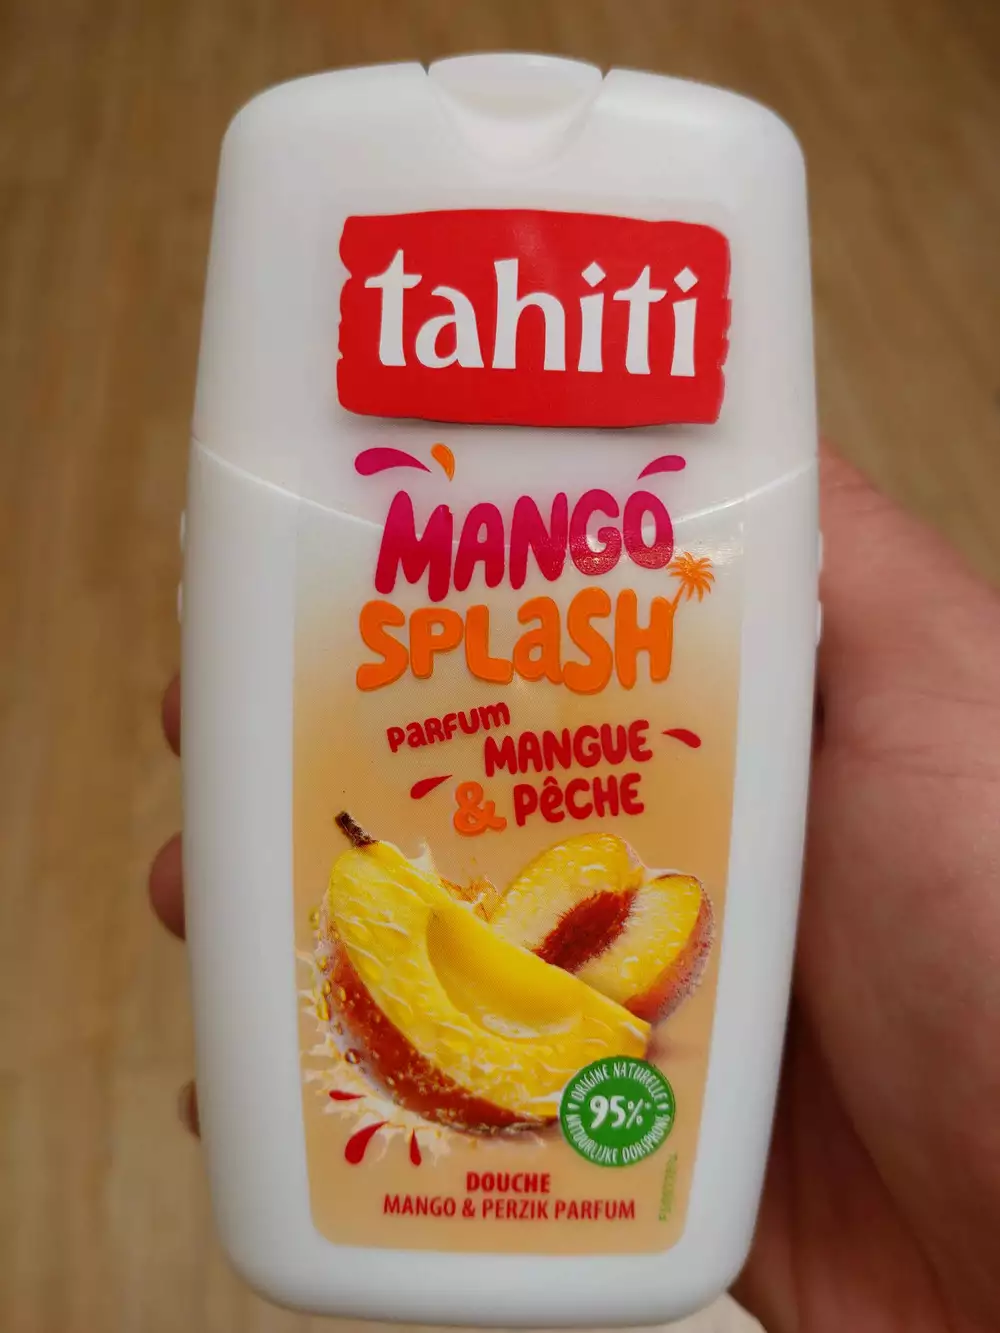 tahiti
MANGO
SPLaSH
PaRFUM
MANGUE
& PêCHE
ORIGINE NATURELLE
95%*
NATUURLIJKE OORSPRONG
DOUCHE
MANGO & PERZIK PARFUM